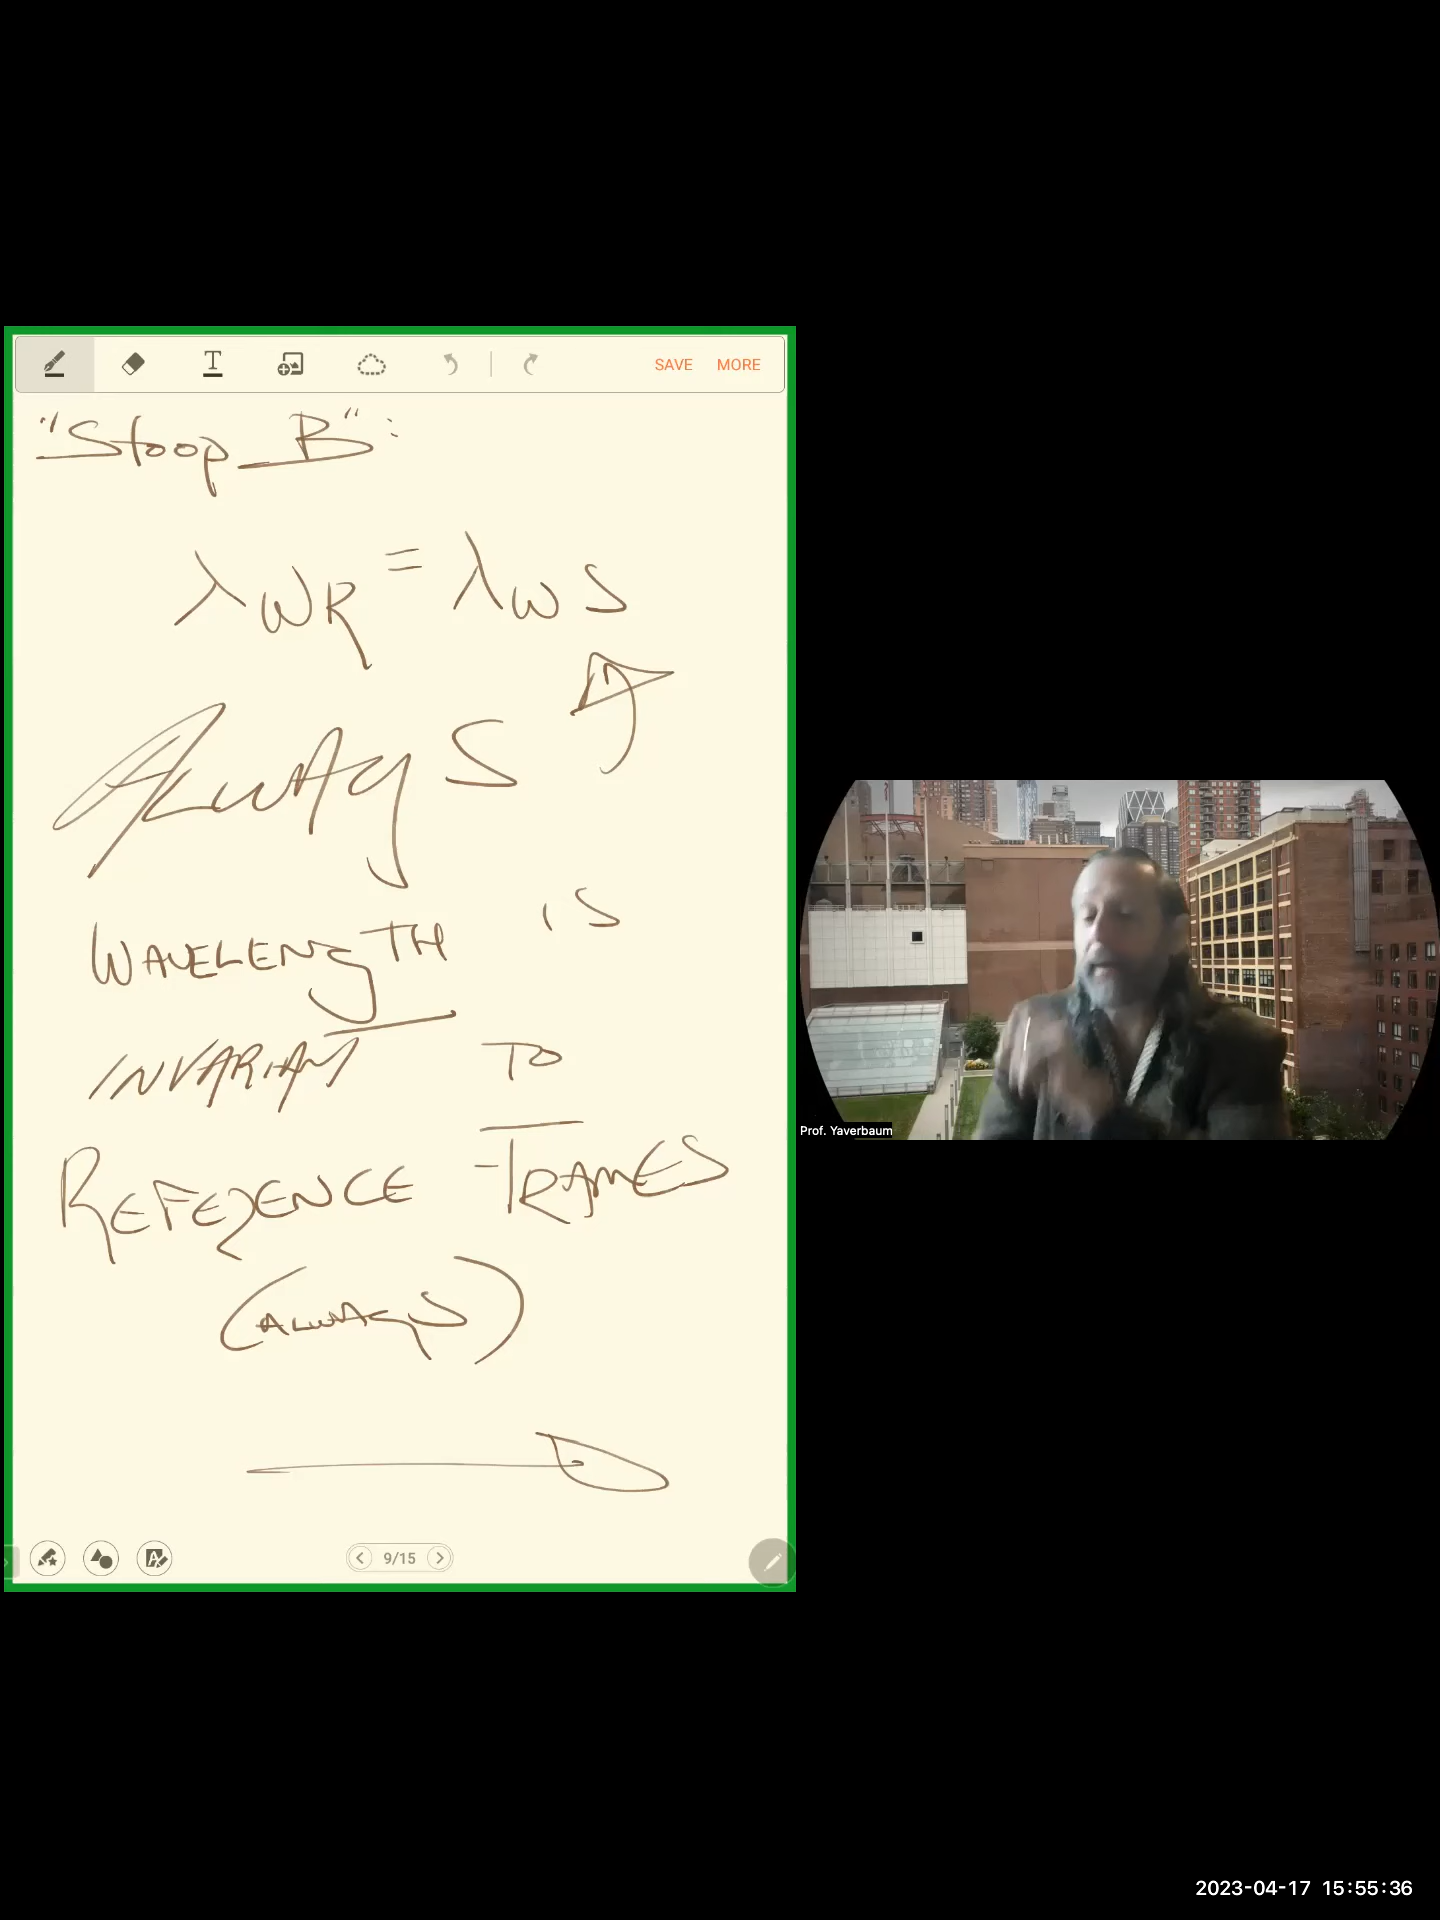 T
SAVE MORE
"Stoop B":
λWR = λWS
ALWAYS
WAVELENGTH IS
INVARIANT TO
REFERENCE FRAMES
(ALWAYS)
9/15
Prof. Yaverbaum
2023-04-17 15:55:36